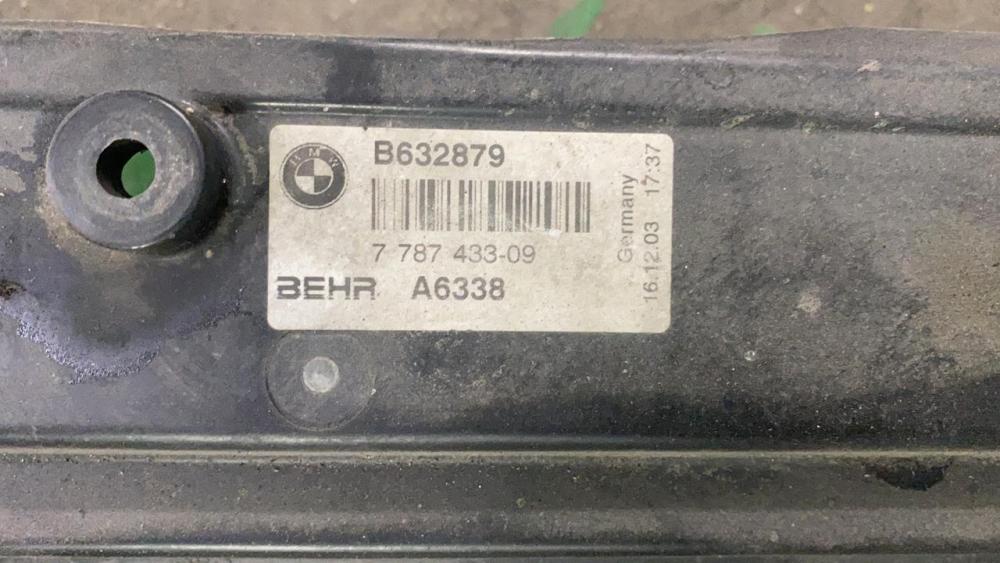 BMW
B632879
7 787 433-09
BEHR A6338
Germany
16.12.03 17:37